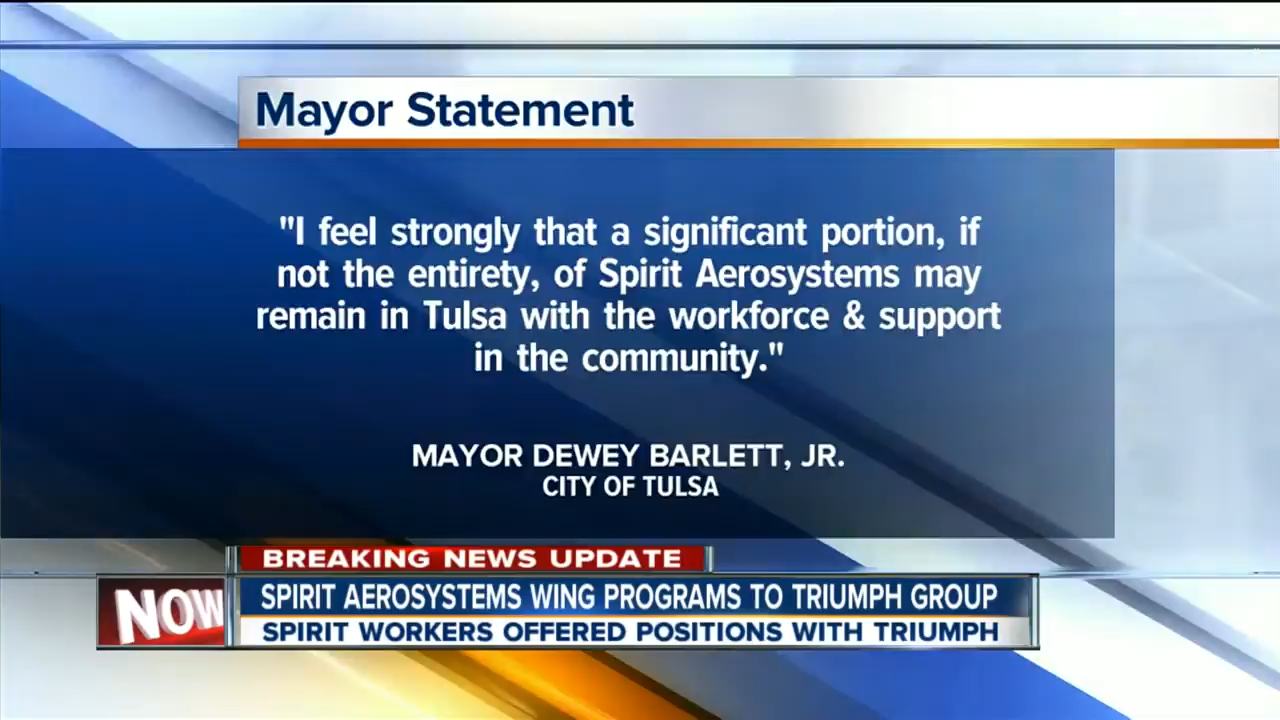 Mayor Statement
"I feel strongly that a significant portion, if
not the entirety, of Spirit Aerosystems may
remain in Tulsa with the workforce & support
in the community."
MAYOR DEWEY BARLETT, JR.
CITY OF TULSA
BREAKING NEWS UPDATE
NOW
SPIRIT AEROSYSTEMS WING PROGRAMS TO TRIUMPH GROUP
SPIRIT WORKERS OFFERED POSITIONS WITH TRIUMPH